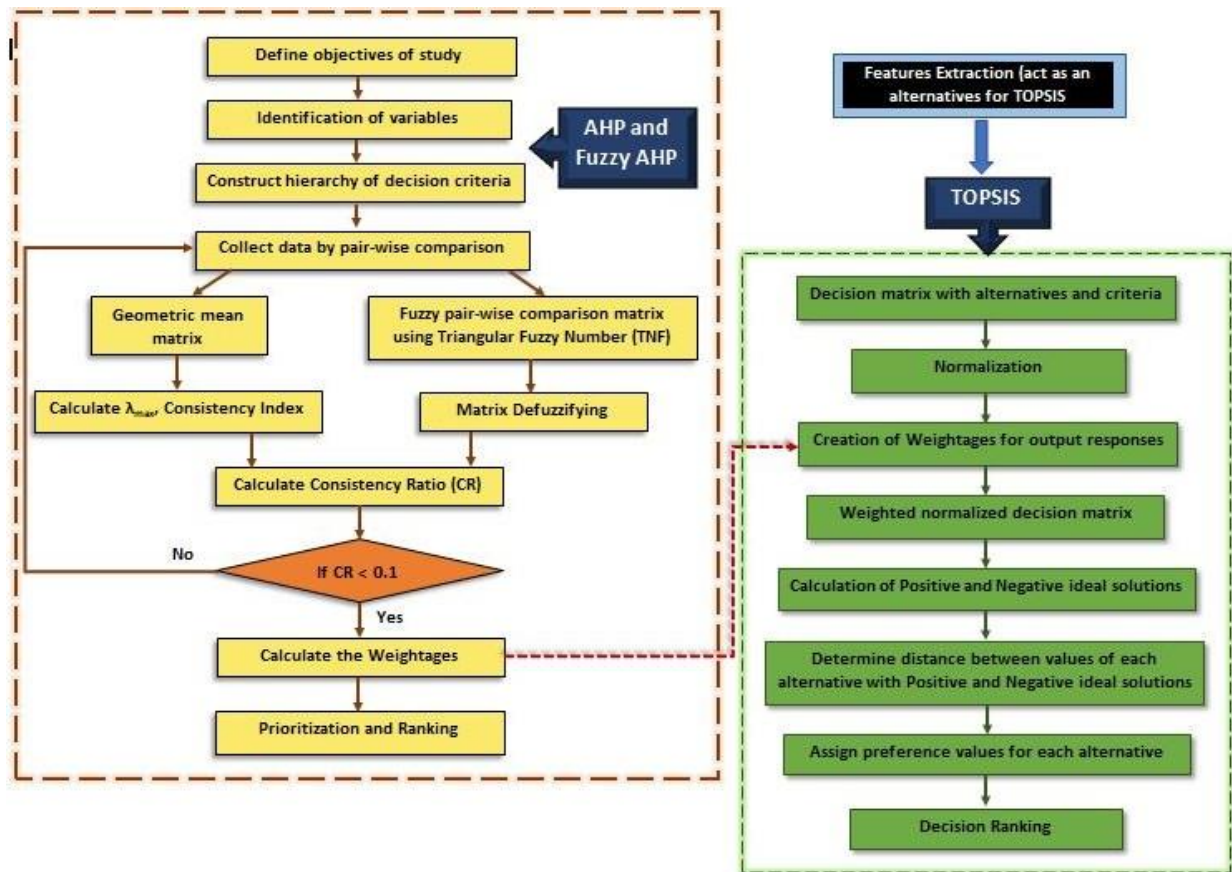 Define objectives of study
Identification of variables
AHP and
Fuzzy AHP
Construct hierarchy of decision criteria
Collect data by pair-wise comparison
Geometric mean
matrix
Fuzzy pair-wise comparison matrix
using Triangular Fuzzy Number (TNF)
Calculate λmax, Consistency Index
Matrix Defuzzifying
Calculate Consistency Ratio (CR)
No
If CR < 0.1
Yes
Calculate the Weightages
Prioritization and Ranking
Features Extraction (act as an
alternatives for TOPSIS
TOPSIS
Decision matrix with alternatives and criteria
Normalization
Creation of Weightages for output responses
Weighted normalized decision matrix
Calculation of Positive and Negative ideal solutions
Determine distance between values of each
alternative with Positive and Negative ideal solutions
Assign preference values for each alternative
Decision Ranking